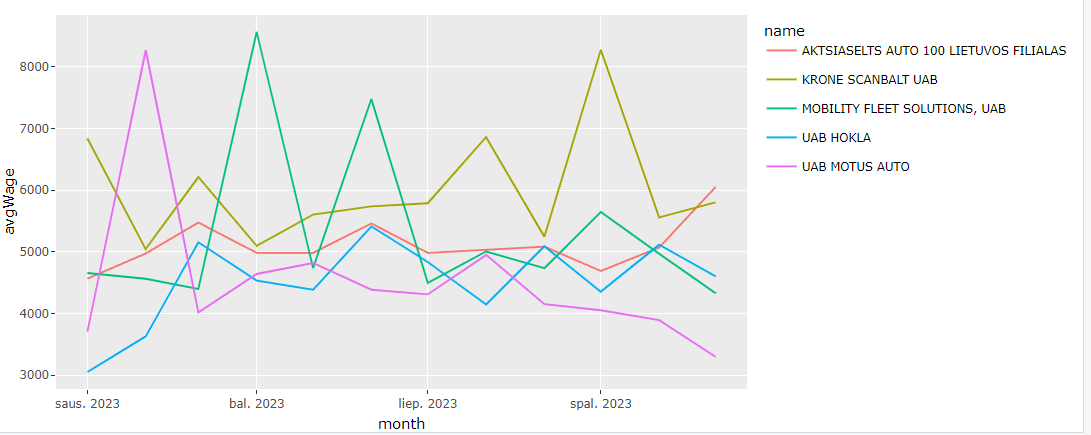 name
AKTSIASELTS AUTO 100 LIETUVOS FILIALAS
KRONE SCANBALT UAB
MOBILITY FLEET SOLUTIONS, UAB
UAB HOKLA
UAB MOTUS AUTO
avgWage
8000
7000
6000
5000
4000
3000
saus. 2023
bal. 2023
liep. 2023
spal. 2023
month